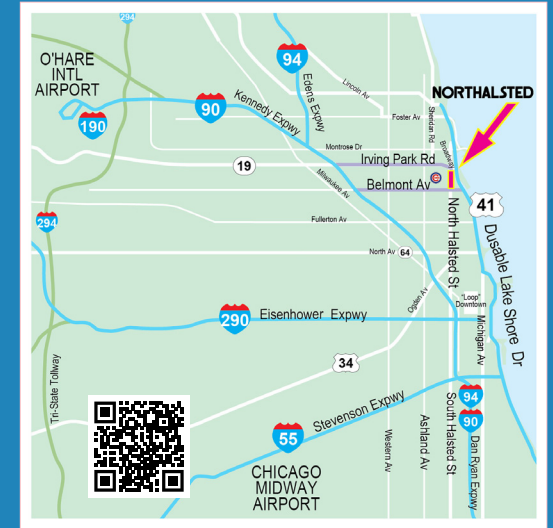 294
O'HARE
INTL
AIRPORT
94
Edens Expwy
Lincoln Av
NORTHALSTED
190
90
Kennedy Expwy
Foster Av
Sheridan Rd
Broadway
Montrose Dr
Irving Park Rd
19
Milwaukee Av
Belmont Av
41
294
Fullerton Av
North Halsted St
Dusable Lake Shore Dr
North Av
64
Ogden Av
"Loop"
Downtown
290
Eisenhower Expwy
Michigan Av
34
Tri-State Tollway
Stevenson Expwy
94
90
55
Western Av
Ashland Av
South Halsted St
Dan Ryan Expwy
CHICAGO
MIDWAY
AIRPORT